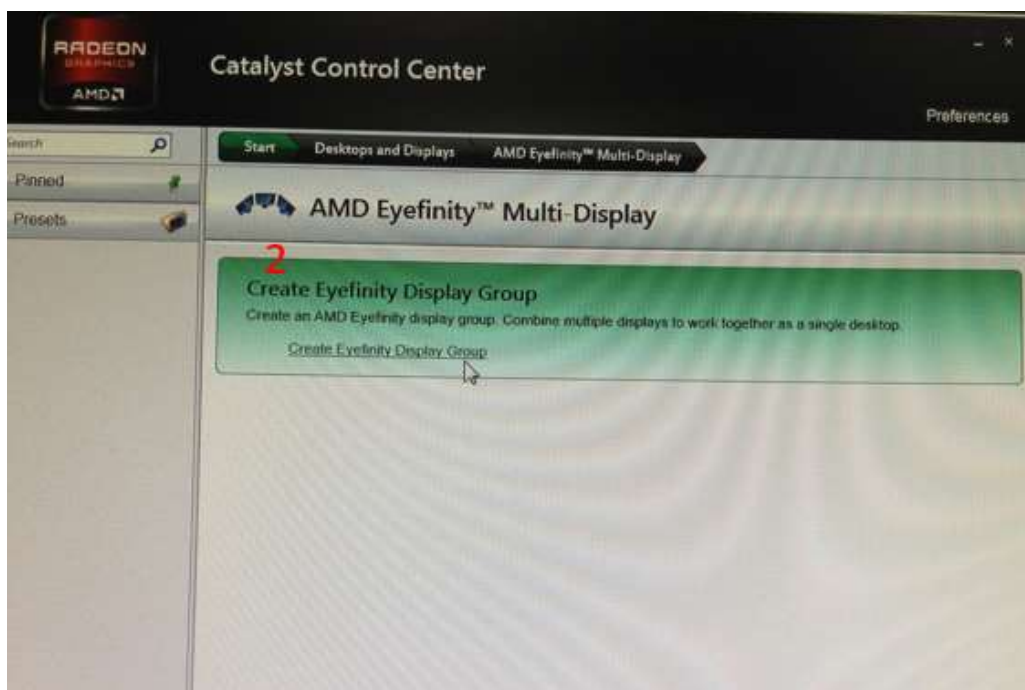 RADEON
GRAPHICS
AMD
Catalyst Control Center
Preferences
Search
Pinned
Presets
Start
Desktops and Displays
AMD Eyefinity™ Multi-Display
AMD Eyefinity™ Multi-Display
2
Create Eyefinity Display Group
Create an AMD Eyefinity display group. Combine multiple displays to work together as a single desktop.
Create Eyefinity Display Group